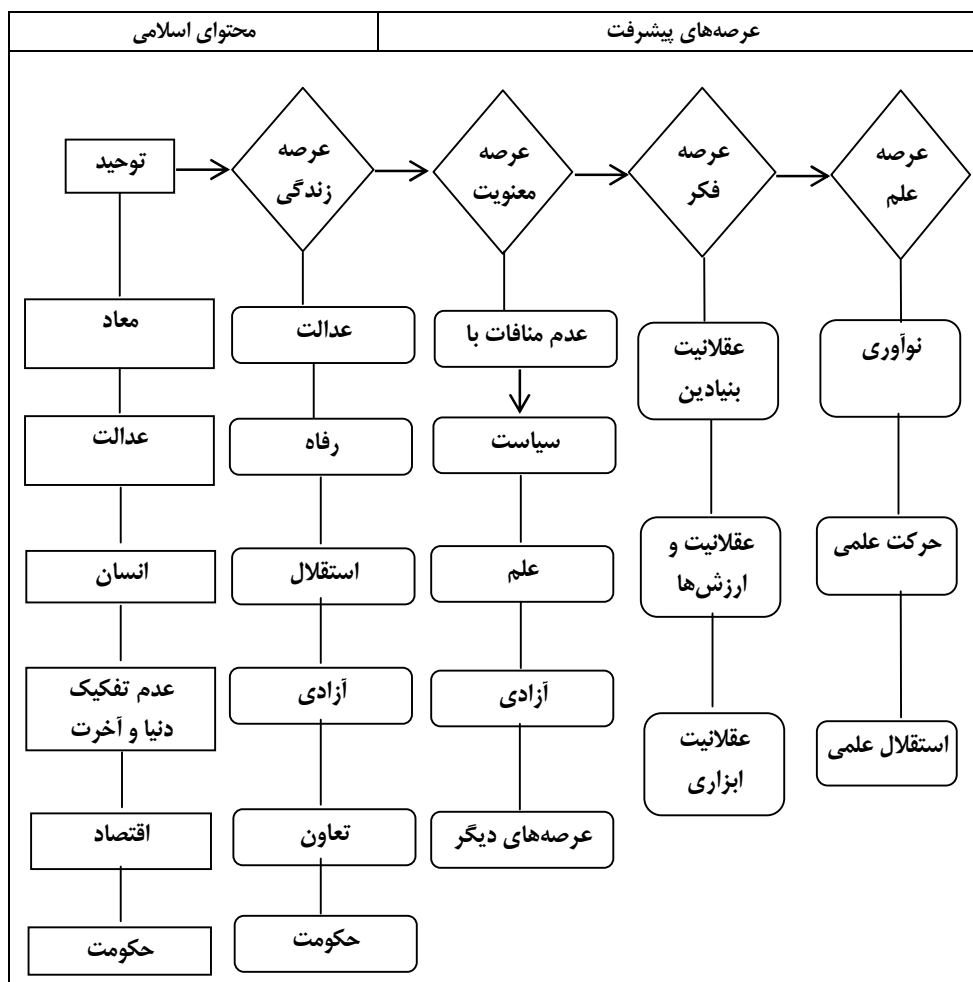 عرصه‌های پیشرفت
محتوای اسلامی
عرصه
علم
نوآوری
حرکت علمی
استقلال علمی
عرصه
فکر
عقلانیت
بنیادین
عقلانیت و
ارزش‌ها
عقلانیت
ابزاری
عرصه
معنویت
عدم منافات با
سیاست
علم
آزادی
عرصه‌های دیگر
عرصه
زندگی
عدالت
رفاه
استقلال
آزادی
تعاون
حکومت
توحید
معاد
عدالت
انسان
عدم تفکیک
دنیا و آخرت
اقتصاد
حکومت